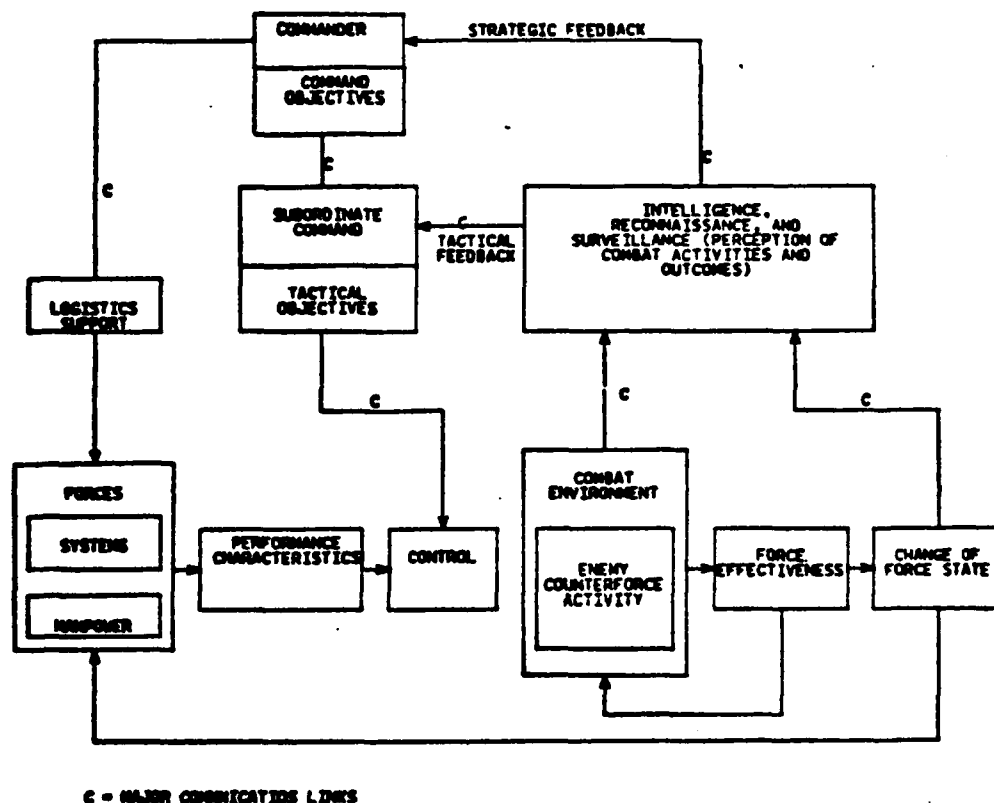 COMMANDER
STRATEGIC FEEDBACK
COMMAND
OBJECTIVES
C
C
C
SUBORDINATE
COMMAND
C
TACTICAL
FEEDBACK
INTELLIGENCE,
RECONNAISSANCE, AND
SURVEILLANCE (PERCEPTION OF
COMBAT ACTIVITIES AND
OUTCOMES)
TACTICAL
OBJECTIVES
LOGISTICS
SUPPORT
C
C
C
FORCES
SYSTEMS
MANPOWER
PERFORMANCE
CHARACTERISTICS
CONTROL
COMBAT
ENVIRONMENT
ENEMY
COUNTERFORCE
ACTIVITY
FORCE
EFFECTIVENESS
CHANGE OF
FORCE STATE
C = MAJOR COMMUNICATIOS LINKS